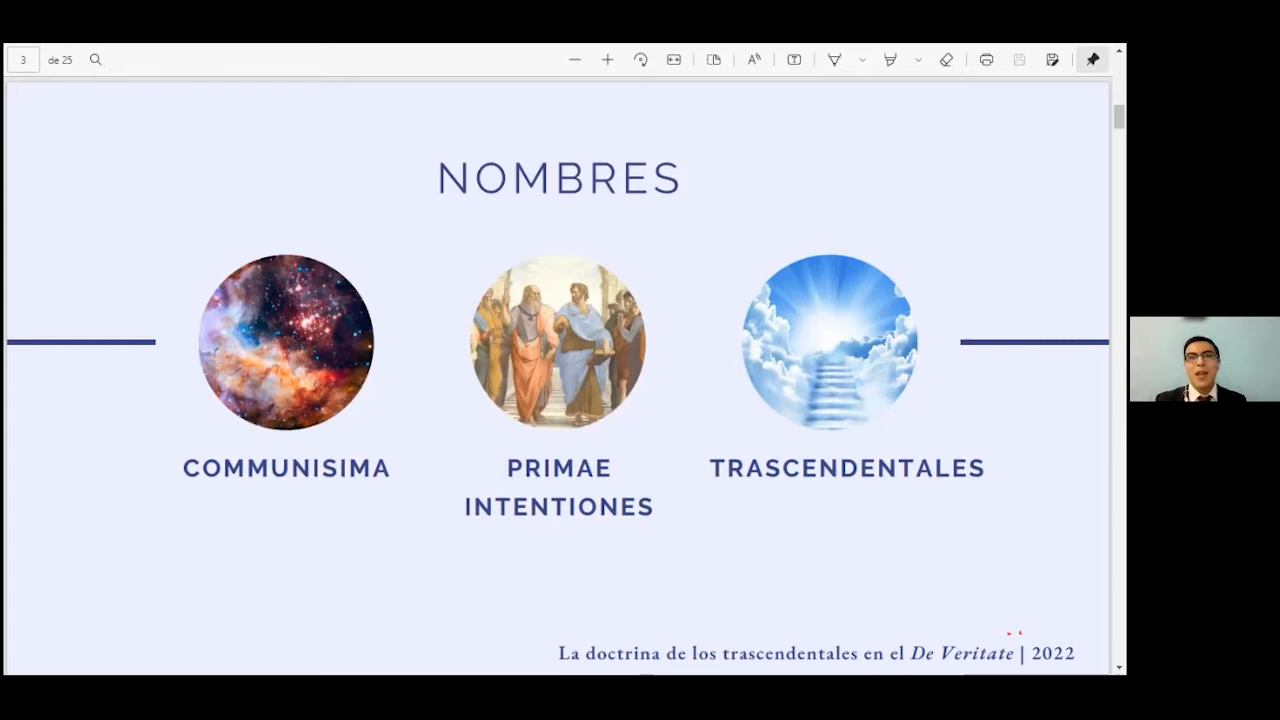 3 de 25
NOMBRES
COMMUNISIMA
PRIMAE
INTENTIONES
TRASCENDENTALES
La doctrina de los trascendentales en el De Veritate | 2022